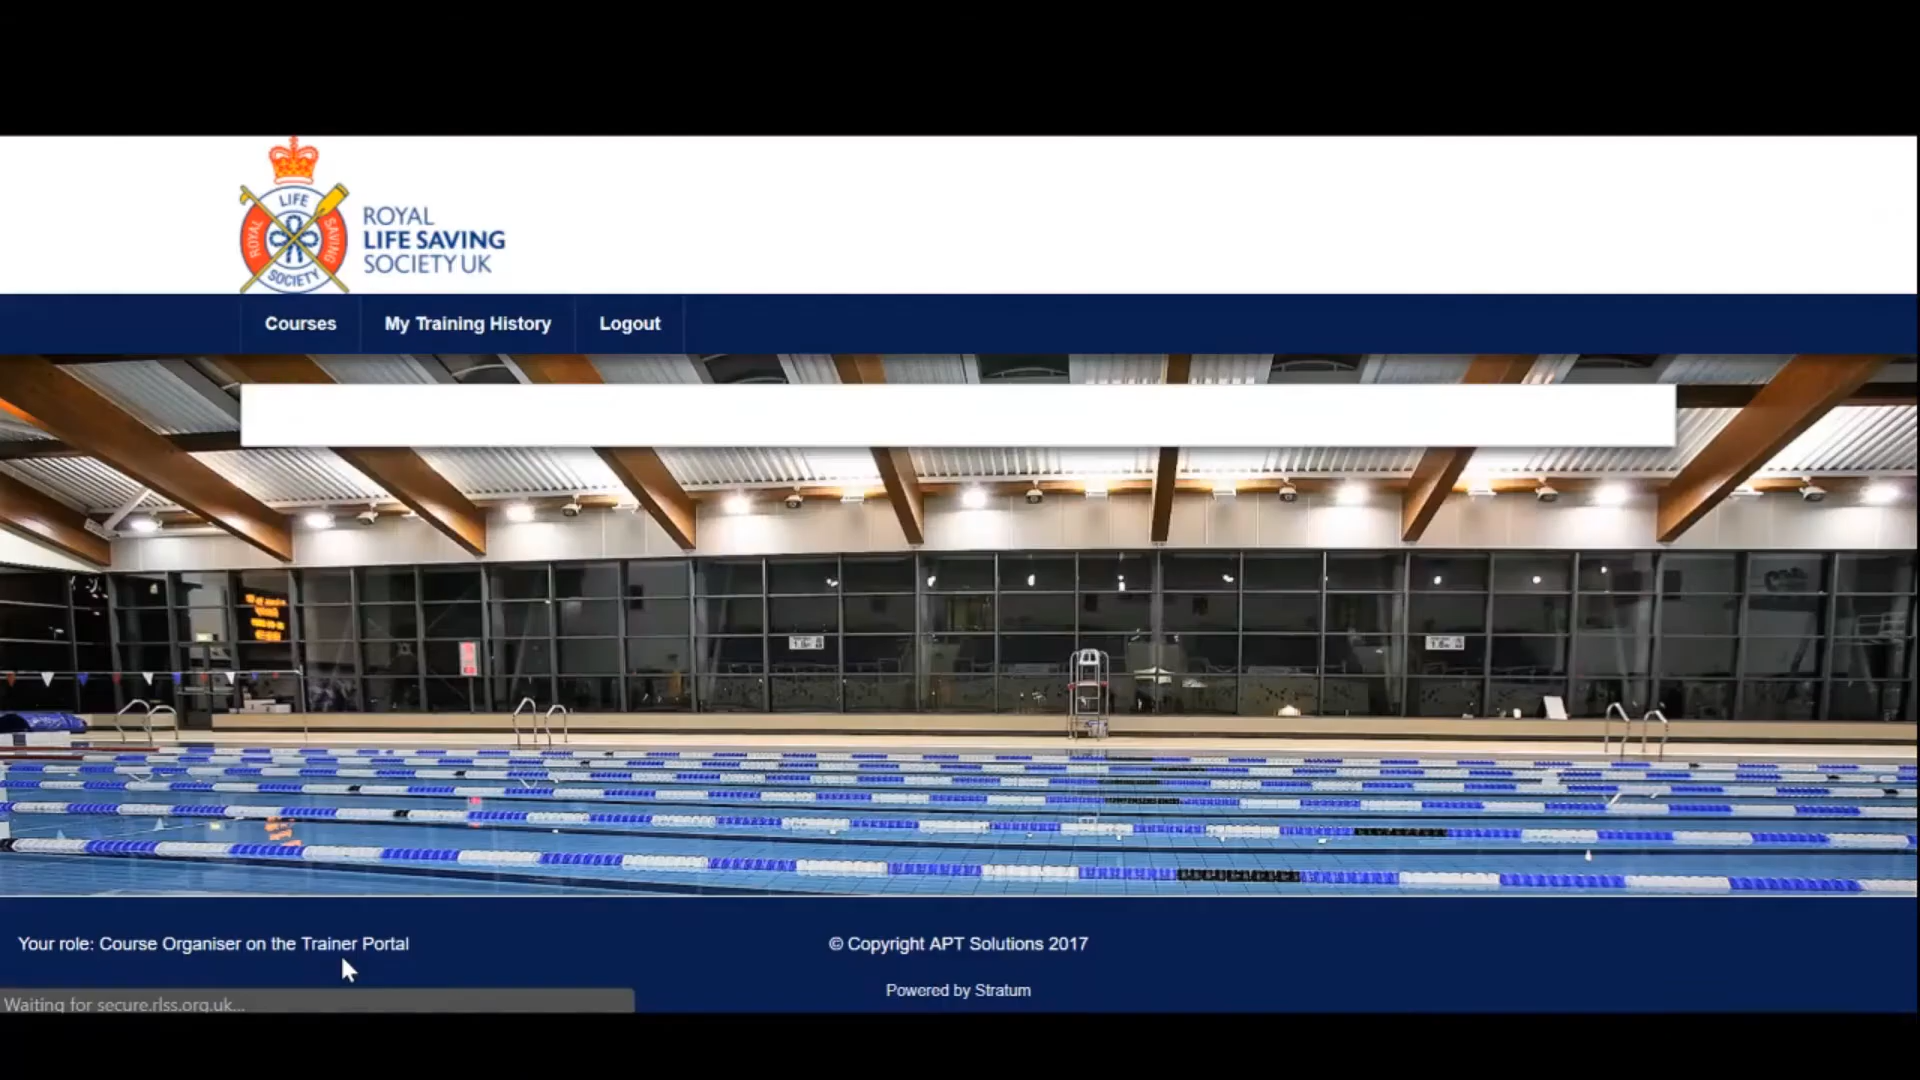 LIFE
ROYAL
SAVING
SOCIETY
ROYAL
LIFE SAVING
SOCIETY UK
Courses
My Training History
Logout
Your role: Course Organiser on the Trainer Portal
© Copyright APT Solutions 2017
Powered by Stratum
Waiting for secure.rlss.org.uk...